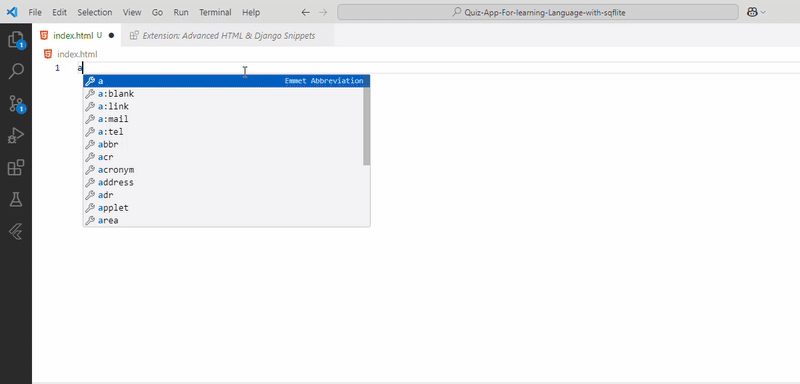 File Edit Selection View Go Run Terminal Help
Quiz-App-For-learning-Language-with-sqflite
index.html U
Extension: Advanced HTML & Django Snippets
index.html
1
1 a
1
a Emmet Abbreviation
a:blank
a:link
a:mail
a:tel
abbr
acr
acronym
address
adr
applet
area